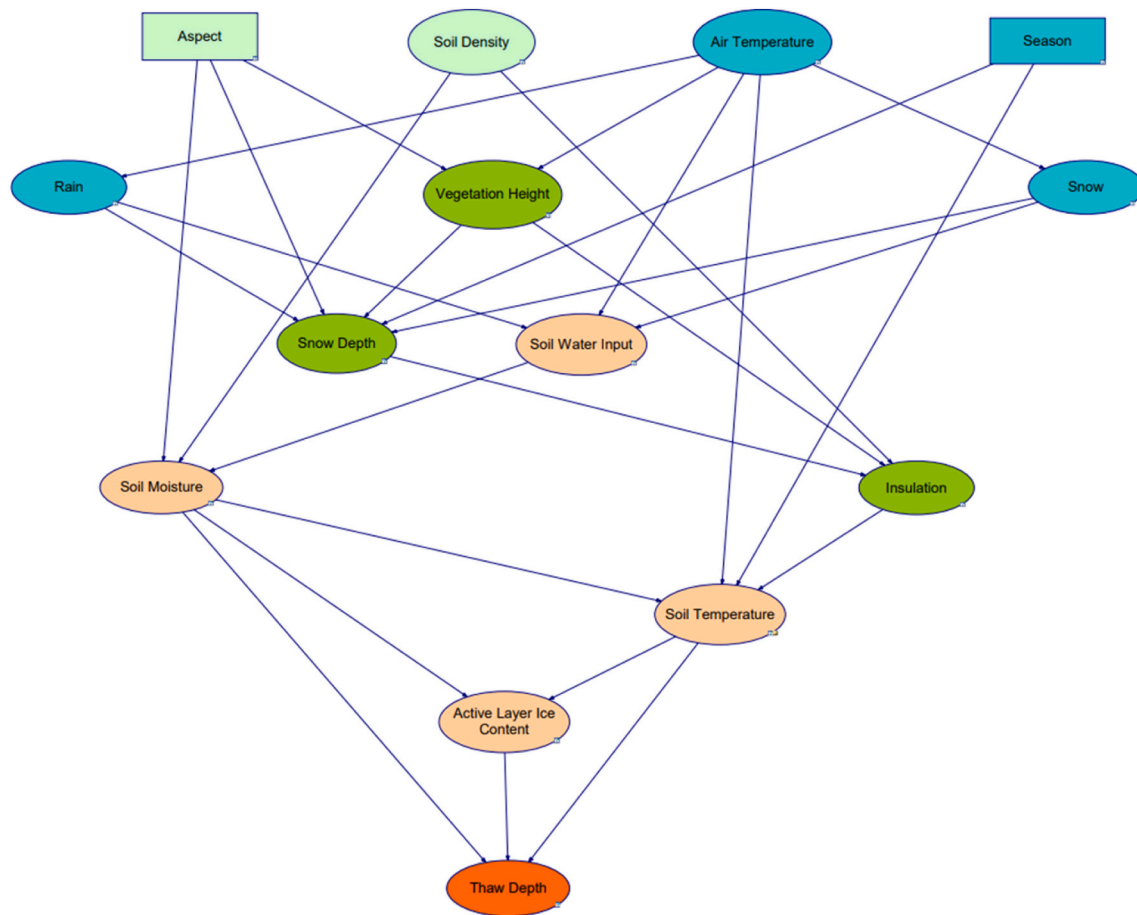 Aspect
Soil Density
Air Temperature
Season
Rain
Vegetation Height
Snow
Snow Depth
Soil Water Input
Soil Moisture
Insulation
Soil Temperature
Active Layer Ice
Content
Thaw Depth